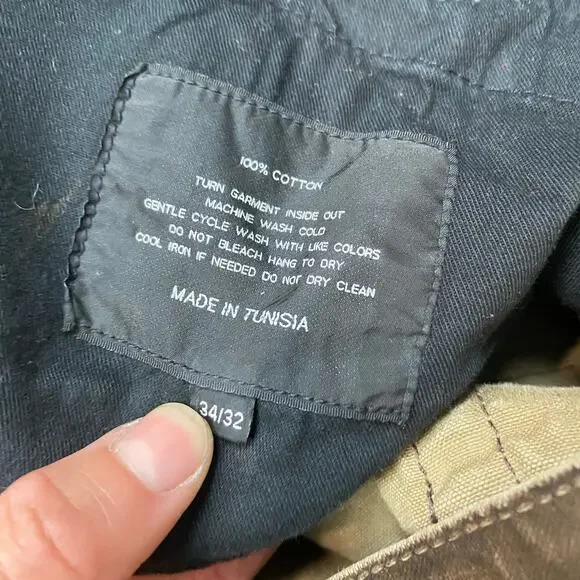 100% COTTON
TURN GARMENT INSIDE OUT
MACHINE WASH COLD
GENTLE CYCLE WASH WITH LIKE COLORS
DO NOT BLEACH HANG TO DRY
COOL IRON IF NEEDED DO NOT DRY CLEAN
MADE IN TUNISIA
34/32